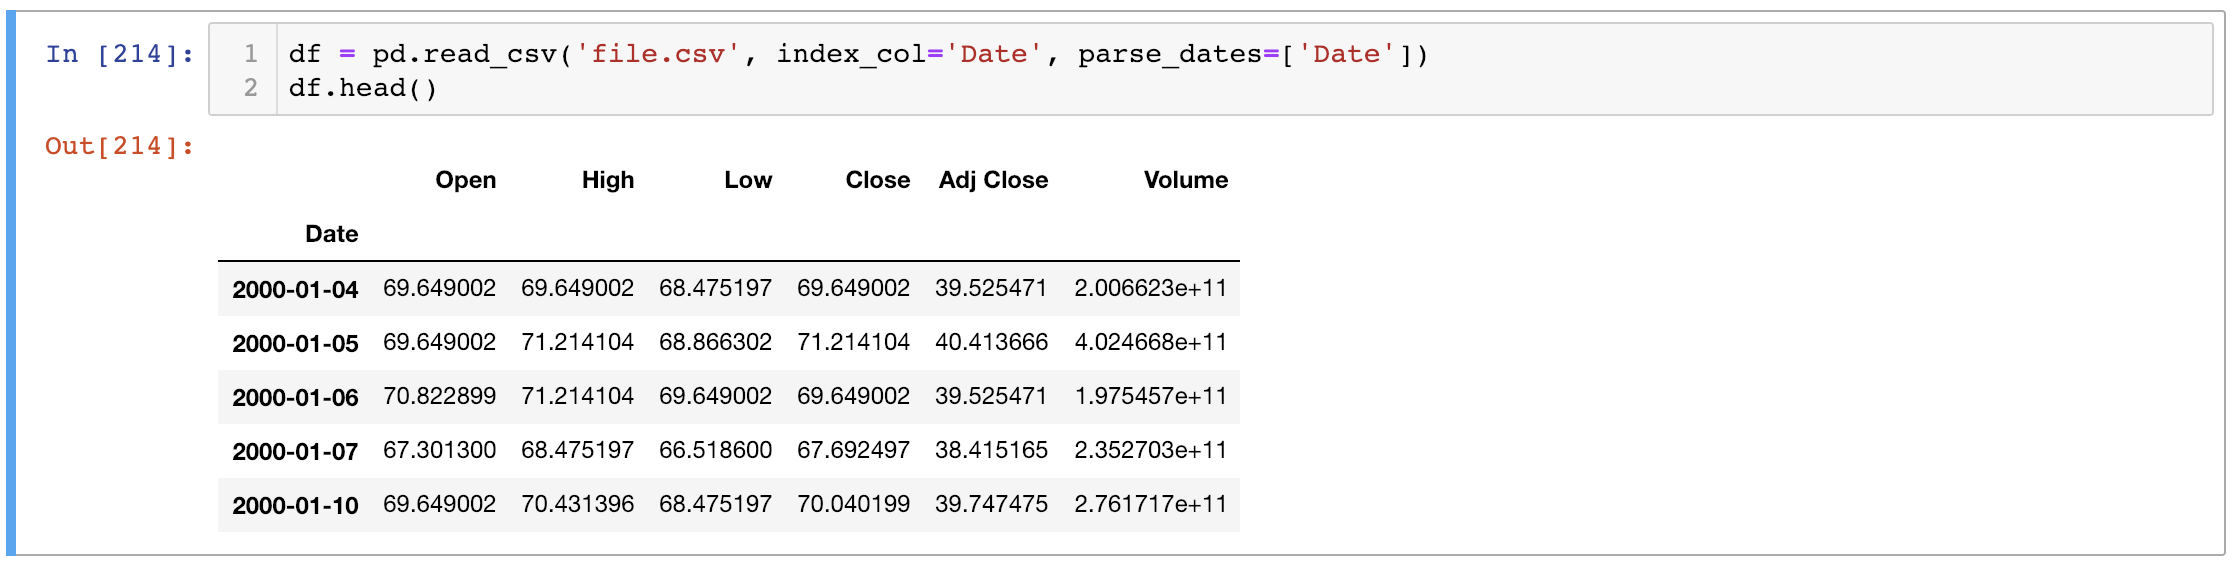 In [214]:
1 df = pd.read_csv('file.csv', index_col='Date', parse_dates=['Date'])
2 df.head()
Out[214]:
Open High Low Close Adj Close Volume
Date
2000-01-04 69.649002 69.649002 68.475197 69.649002 39.525471 2.006623e+11
2000-01-05 69.649002 71.214104 68.866302 71.214104 40.413666 4.024668e+11
2000-01-06 70.822899 71.214104 69.649002 69.649002 39.525471 1.975457e+11
2000-01-07 67.301300 68.475197 66.518600 67.692497 38.415165 2.352703e+11
2000-01-10 69.649002 70.431396 68.475197 70.040199 39.747475 2.761717e+11